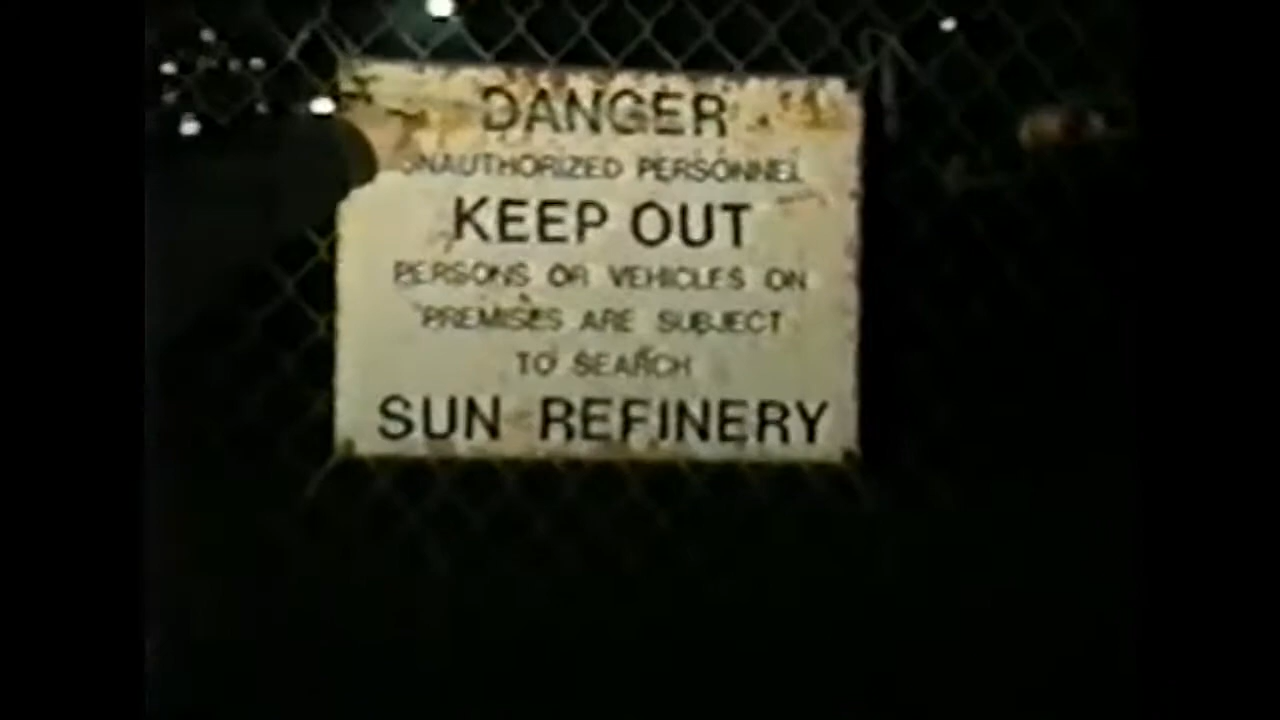 DANGER
UNAUTHORIZED PERSONNEL
KEEP OUT
PERSONS OR VEHICLES ON
PREMISES ARE SUBJECT
TO SEARCH
SUN REFINERY